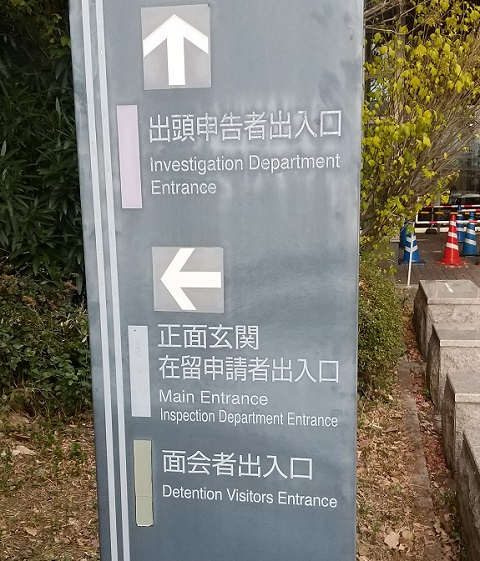 出頭申告者出入口
Investigation Department
Entrance
正面玄関
在留申請者出入口
Main Entrance
Inspection Department Entrance
面会者出入口
Detention Visitors Entrance